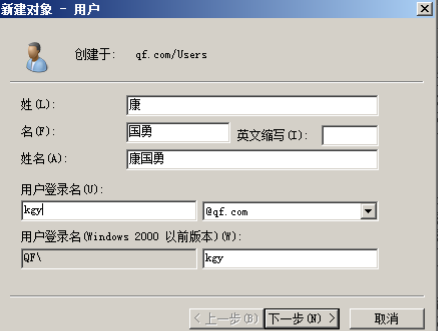 新建对象 - 用户
创建于: qf.com/Users
姓(L): 康
名(F): 国勇 英文缩写(I):
姓名(A): 康国勇
用户登录名(U):
kgy @qf.com
用户登录名(Windows 2000 以前版本)(W):
QF\ kgy
< 上一步(B) 下一步(N) > 取消